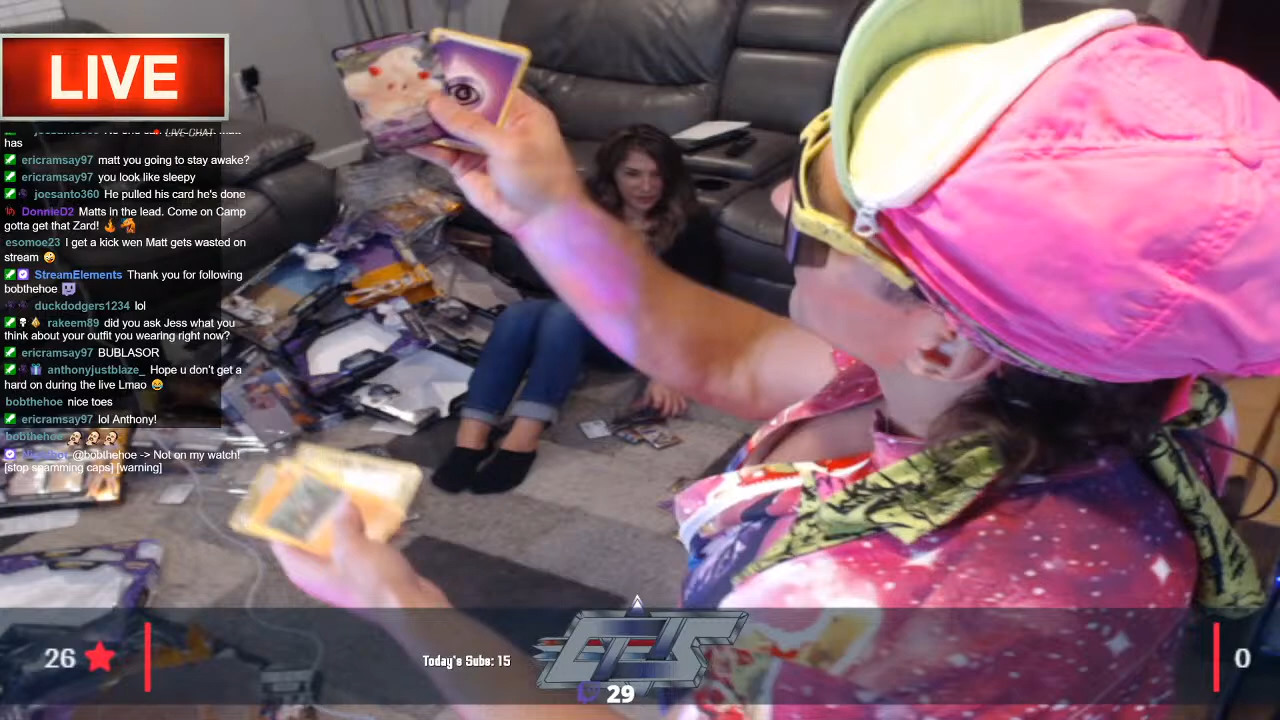 LIVE
LIVE CHAT
has
ericramsay97 matt you going to stay awake?
ericramsay97 you look like sleepy
joesanto360 He pulled his card he's done
DonnieD2 Matts in the lead. Come on Camp
gotta get that Zard! 🔥
esomoe23 I get a kick wen Matt gets wasted on
stream 🤪
StreamElements Thank you for following
bobthehoe
duckdodgers1234 lol
rakeem89 did you ask Jess what you
think about your outfit you wearing right now?
ericramsay97 BUBLASOR
anthonyjustblaze_ Hope u don't get a
hard on during the live Lmao 😂
bobthehoe nice toes
ericramsay97 lol Anthony!
bobthehoe
@bobthehoe -> Not on my watch!
[stop spamming caps] [warning]
26
Today's Subs: 15
29
0